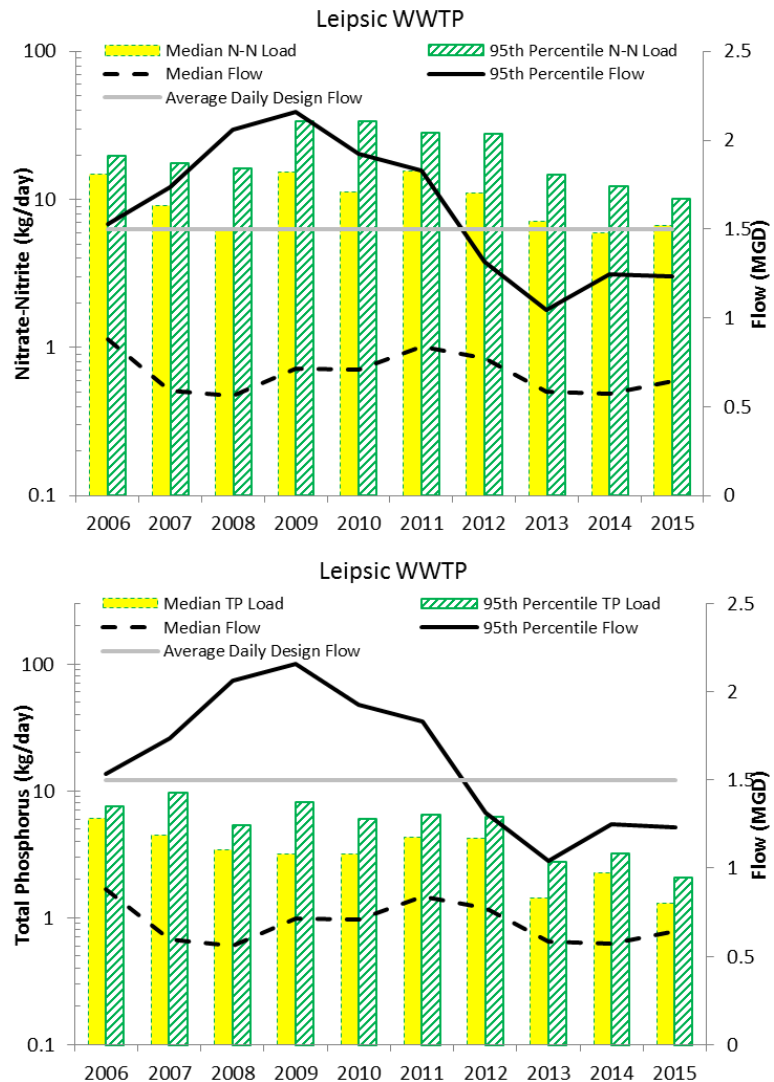 Leipsic WWTP
Median N-N Load 95th Percentile N-N Load
Median Flow 95th Percentile Flow
Average Daily Design Flow
Nitrate-Nitrite (kg/day)
100
10
1
0.1
2.5
2
1.5
1
0.5
0
Flow (MGD)
2006 2007 2008 2009 2010 2011 2012 2013 2014 2015
Leipsic WWTP
Median TP Load 95th Percentile TP Load
Median Flow 95th Percentile Flow
Average Daily Design Flow
Total Phosphorus (kg/day)
100
10
1
0.1
2.5
2
1.5
1
0.5
0
Flow (MGD)
2006 2007 2008 2009 2010 2011 2012 2013 2014 2015